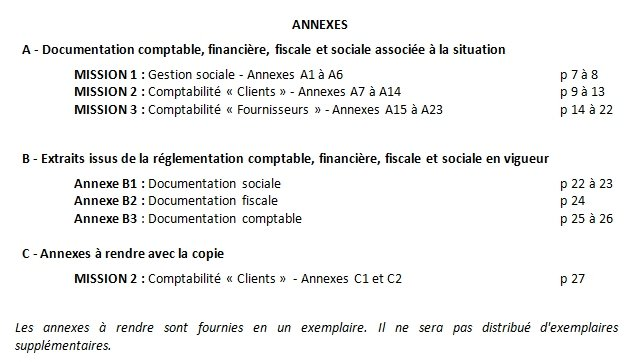 ANNEXES
A - Documentation comptable, financière, fiscale et sociale associée à la situation
MISSION 1 : Gestion sociale - Annexes A1 à A6 p 7 à 8
MISSION 2 : Comptabilité « Clients » - Annexes A7 à A14 p 9 à 13
MISSION 3 : Comptabilité « Fournisseurs » - Annexes A15 à A23 p 14 à 22
B - Extraits issus de la réglementation comptable, financière, fiscale et sociale en vigueur
Annexe B1 : Documentation sociale p 22 à 23
Annexe B2 : Documentation fiscale p 24
Annexe B3 : Documentation comptable p 25 à 26
C - Annexes à rendre avec la copie
MISSION 2 : Comptabilité « Clients » - Annexes C1 et C2 p 27
Les annexes à rendre sont fournies en un exemplaire. Il ne sera pas distribué d'exemplaires
supplémentaires.